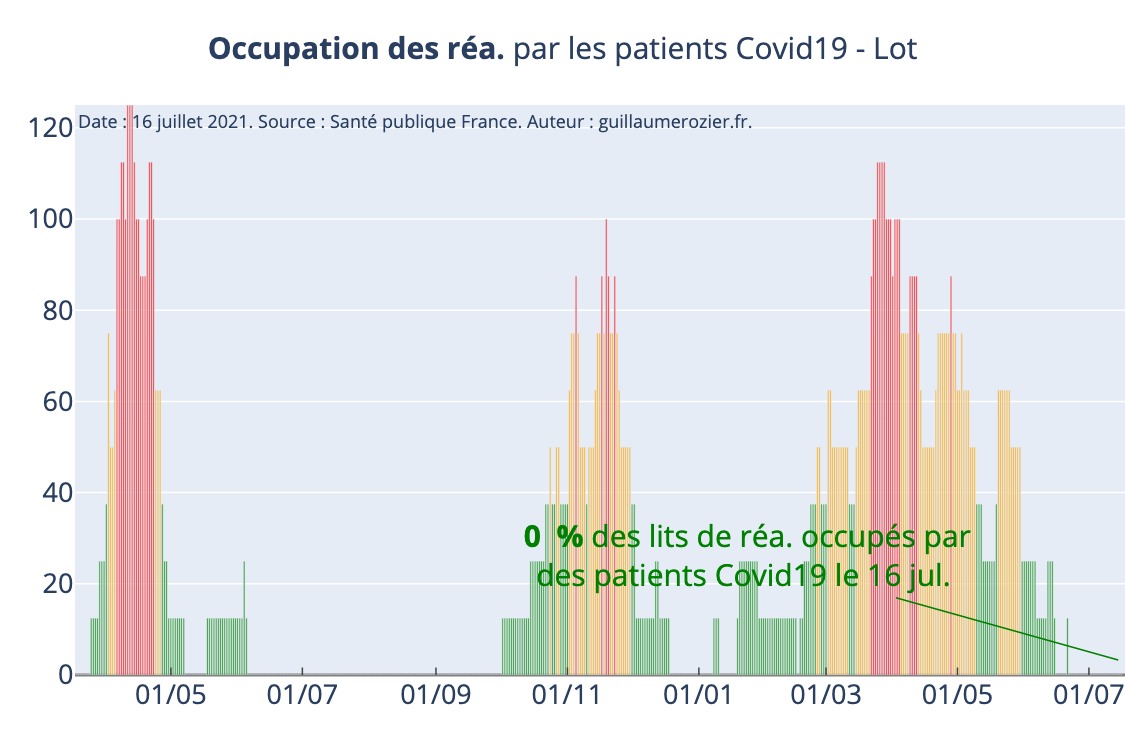 Occupation des réa. par les patients Covid19 - Lot
Date : 16 juillet 2021. Source : Santé publique France. Auteur : guillaumerozier.fr.
120
100
80
60
40
20
0
0 % des lits de réa. occupés par
des patients Covid19 le 16 jul.
01/05 01/07 01/09 01/11 01/01 01/03 01/05 01/07